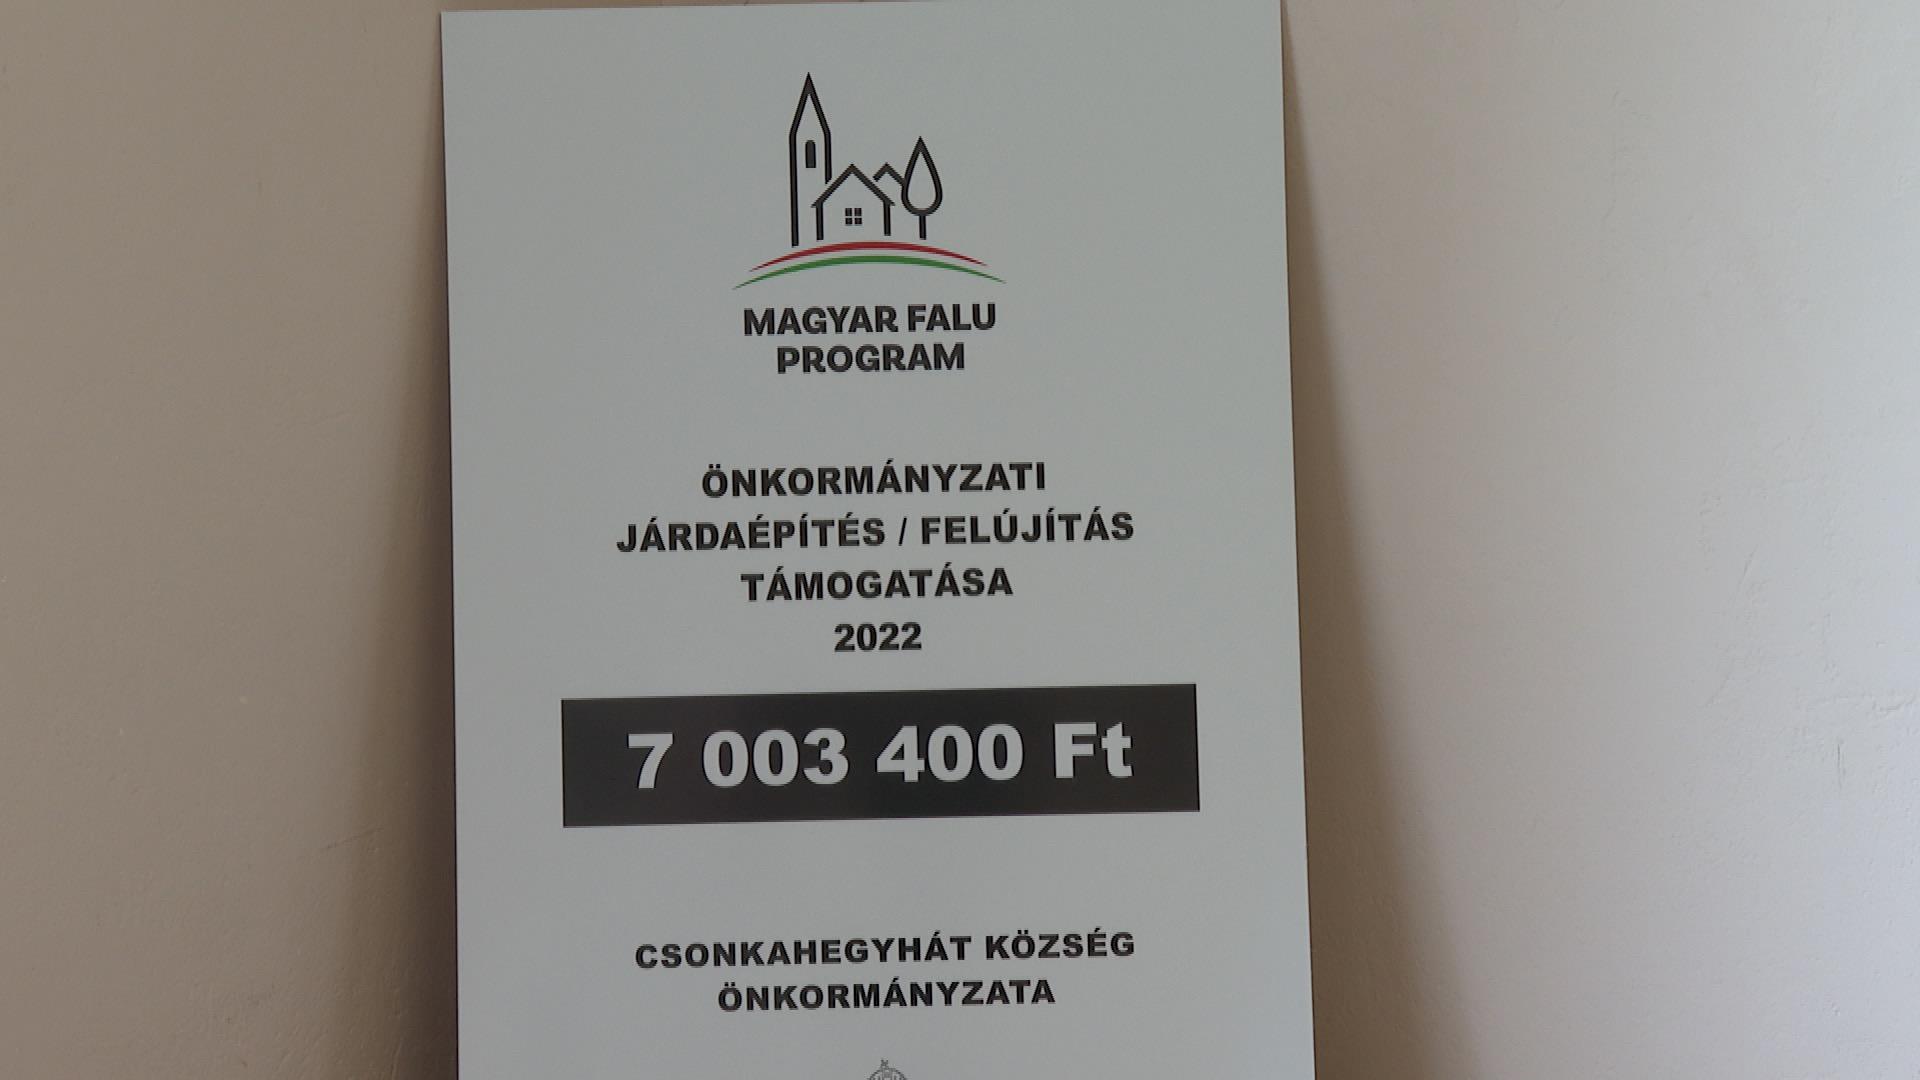 MAGYAR FALU
PROGRAM
ÖNKORMÁNYZATI
JÁRDAÉPÍTÉS / FELÚJÍTÁS
TÁMOGATÁSA
2022
7 003 400 Ft
CSONKAHEGYHÁT KÖZSÉG
ÖNKORMÁNYZATA